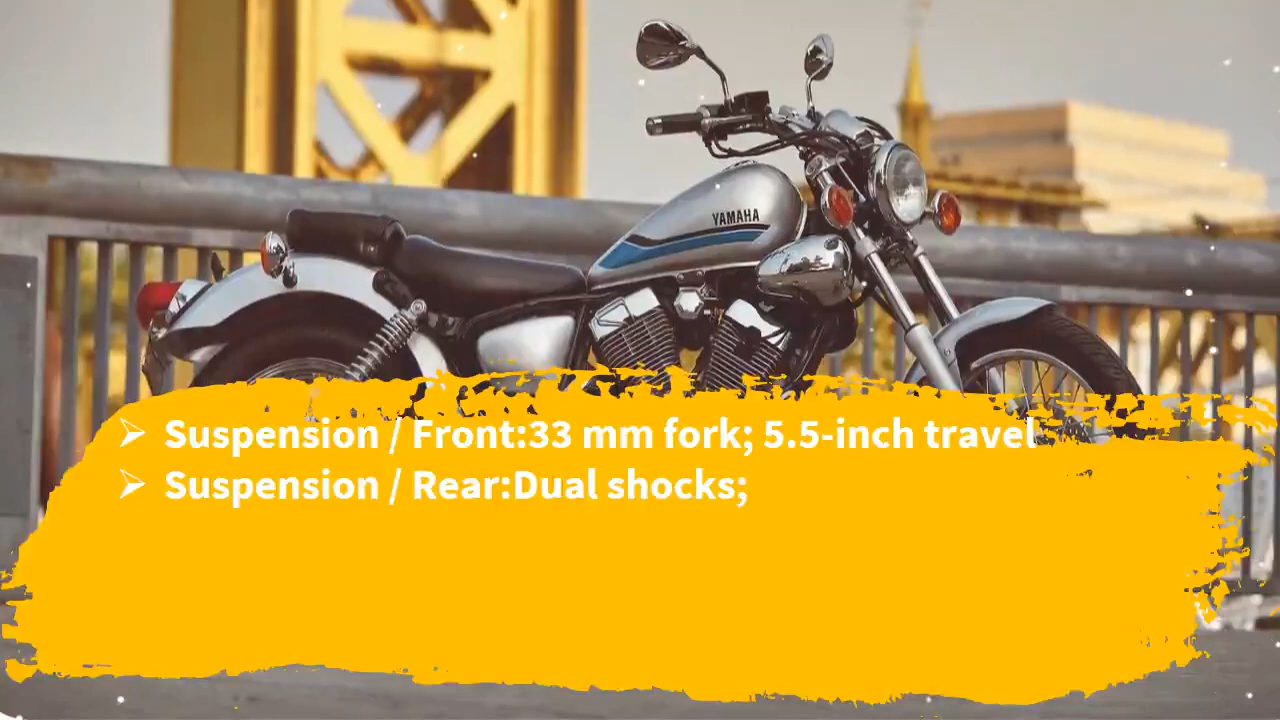 YAMAHA
➢ Suspension / Front:33 mm fork; 5.5-inch travel
➢ Suspension / Rear:Dual shocks;